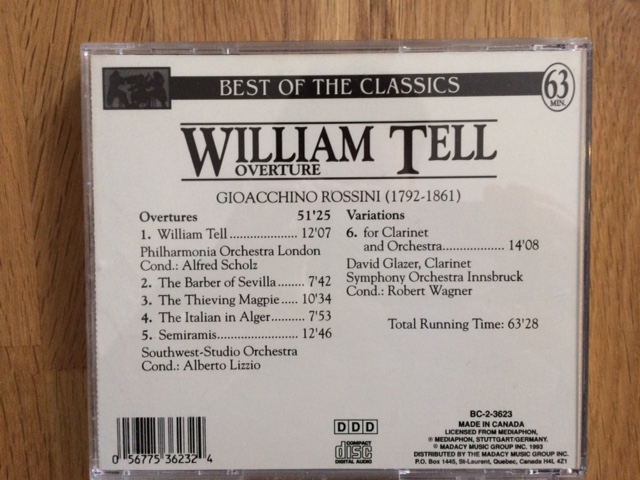 BEST OF THE CLASSICS
63
MIN.
WILLIAM TELL
OVERTURE
GIOACCHINO ROSSINI (1792-1861)
Overtures 51'25
1. William Tell ..................... 12'07
Philharmonia Orchestra London
Cond.: Alfred Scholz
2. The Barber of Sevilla ........ 7'42
3. The Thieving Magpie ..... 10'34
4. The Italian in Alger ........ 7'53
5. Semiramis ........................ 12'46
Southwest-Studio Orchestra
Cond.: Alberto Lizzio
Variations
6. for Clarinet
and Orchestra .................. 14'08
David Glazer, Clarinet
Symphony Orchestra Innsbruck
Cond.: Robert Wagner
Total Running Time: 63'28
0 56775 36232 4
DDD
COMPACT
disc
DIGITAL AUDIO
BC-2-3623
MADE IN CANADA
LICENSED FROM MEDIAPHON,
℗ MEDIAPHON, STUTTGART/GERMANY.
© MADACY MUSIC GROUP INC. 1993
DISTRIBUTED BY THE MADACY MUSIC GROUP INC.
P.O. Box 1445, St-Laurent, Quebec, Canada H4L 4Z1